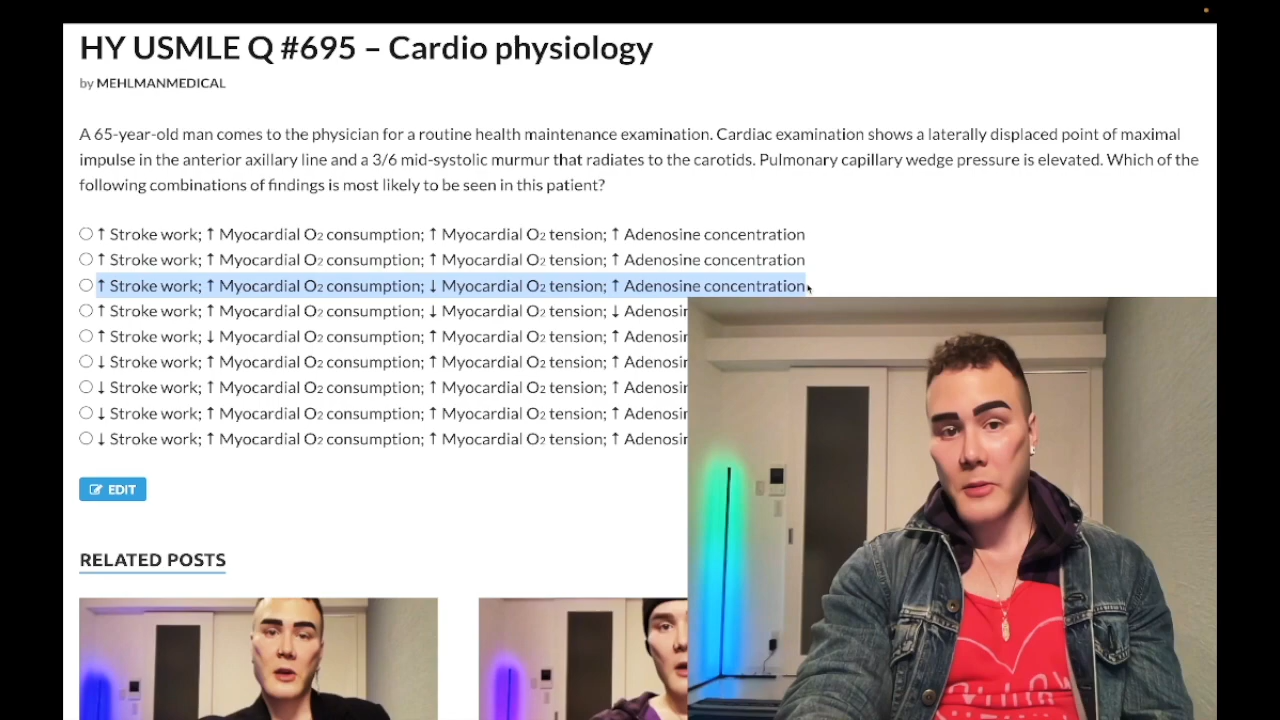 HY USMLE Q #695 – Cardio physiology
by MEHLMANMEDICAL
A 65-year-old man comes to the physician for a routine health maintenance examination. Cardiac examination shows a laterally displaced point of maximal
impulse in the anterior axillary line and a 3/6 mid-systolic murmur that radiates to the carotids. Pulmonary capillary wedge pressure is elevated. Which of the
following combinations of findings is most likely to be seen in this patient?
↑ Stroke work; ↑ Myocardial O2 consumption; ↑ Myocardial O2 tension; ↑ Adenosine concentration
↑ Stroke work; ↑ Myocardial O2 consumption; ↑ Myocardial O2 tension; ↑ Adenosine concentration
↑ Stroke work; ↑ Myocardial O2 consumption; ↓ Myocardial O2 tension; ↑ Adenosine concentration
↑ Stroke work; ↑ Myocardial O2 consumption; ↓ Myocardial O2 tension; ↓ Adenosin
↑ Stroke work; ↓ Myocardial O2 consumption; ↑ Myocardial O2 tension; ↑ Adenosin
↓ Stroke work; ↑ Myocardial O2 consumption; ↑ Myocardial O2 tension; ↑ Adenosin
↓ Stroke work; ↑ Myocardial O2 consumption; ↑ Myocardial O2 tension; ↑ Adenosin
↓ Stroke work; ↑ Myocardial O2 consumption; ↑ Myocardial O2 tension; ↑ Adenosin
↓ Stroke work; ↑ Myocardial O2 consumption; ↑ Myocardial O2 tension; ↑ Adenosin
EDIT
RELATED POSTS